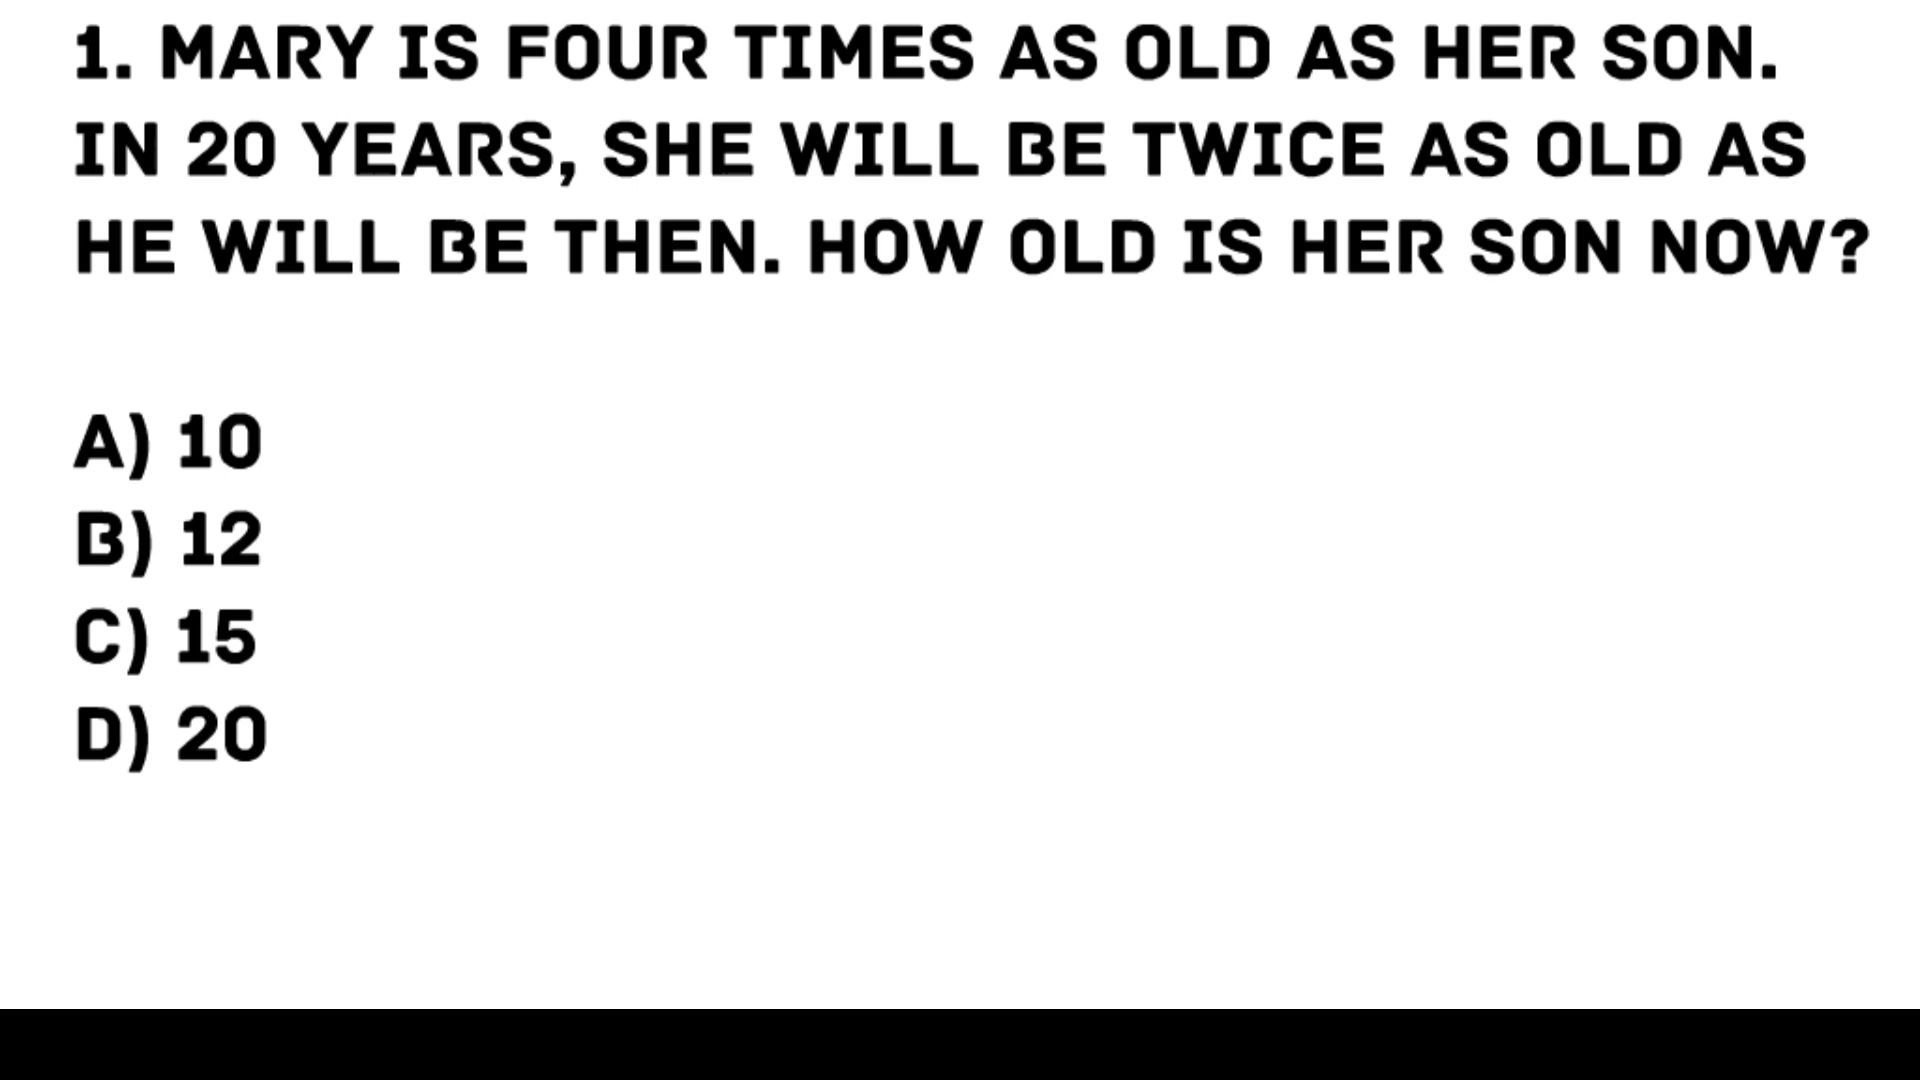 1. MARY IS FOUR TIMES AS OLD AS HER SON.
IN 20 YEARS, SHE WILL BE TWICE AS OLD AS
HE WILL BE THEN. HOW OLD IS HER SON NOW?
A) 10
B) 12
C) 15
D) 20